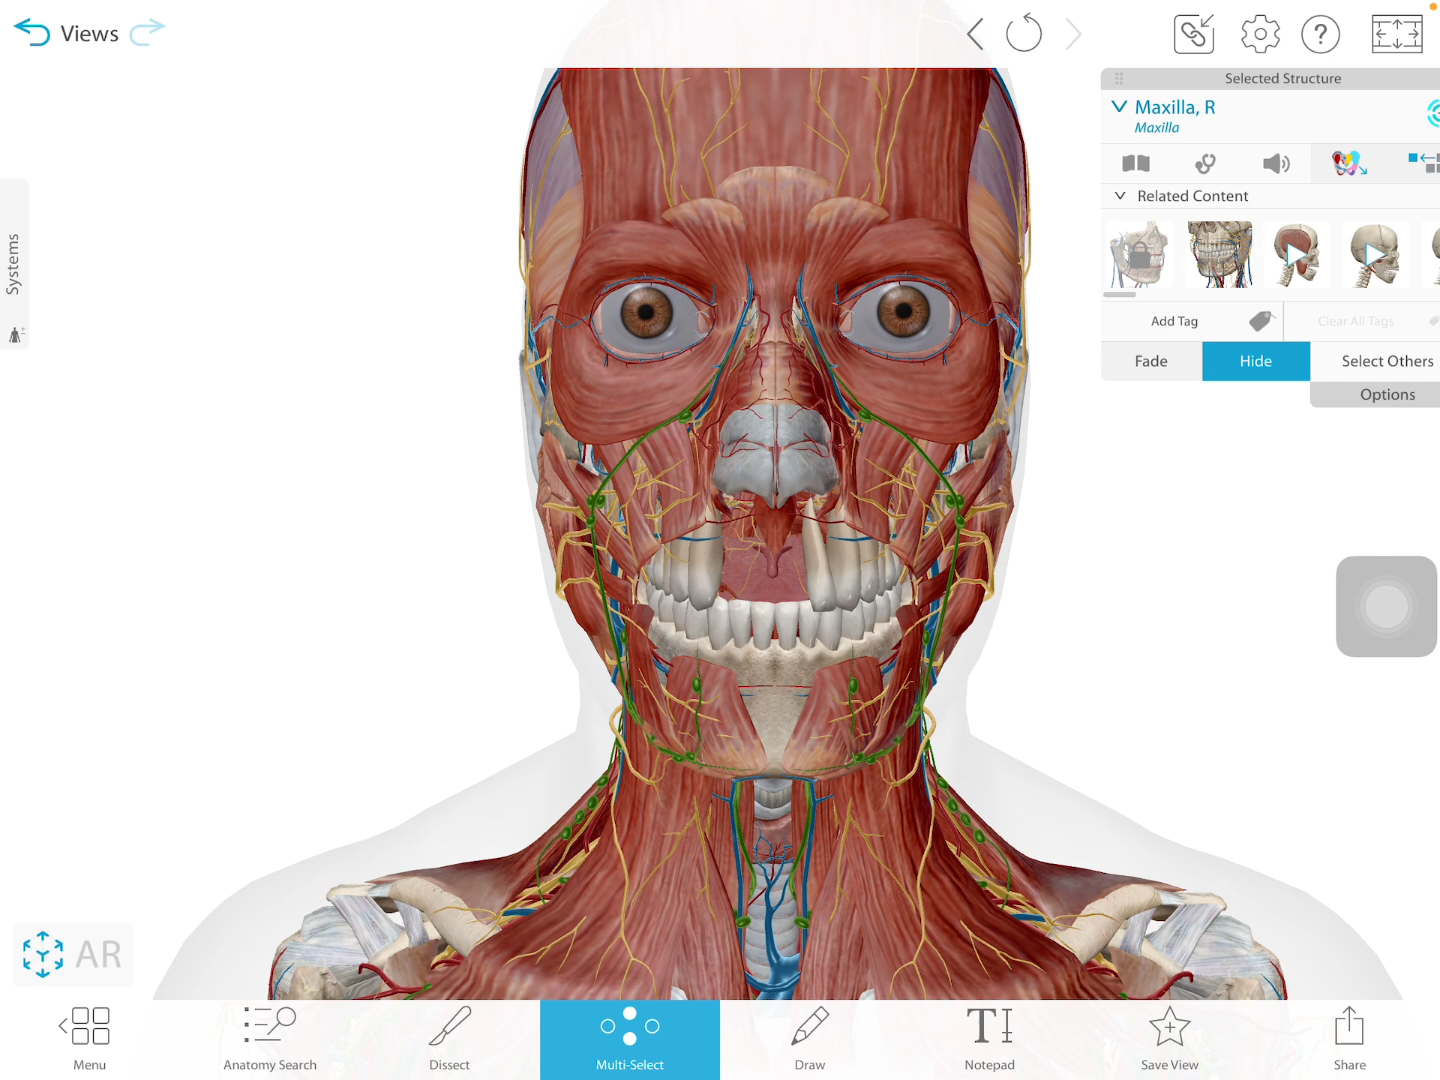 Views
Selected Structure
Maxilla, R
Maxilla
Related Content
Add Tag
Clear All Tags
Fade
Hide
Select Others
Options
Systems
AR
Menu
Anatomy Search
Dissect
Multi-Select
Draw
Notepad
Save View
Share